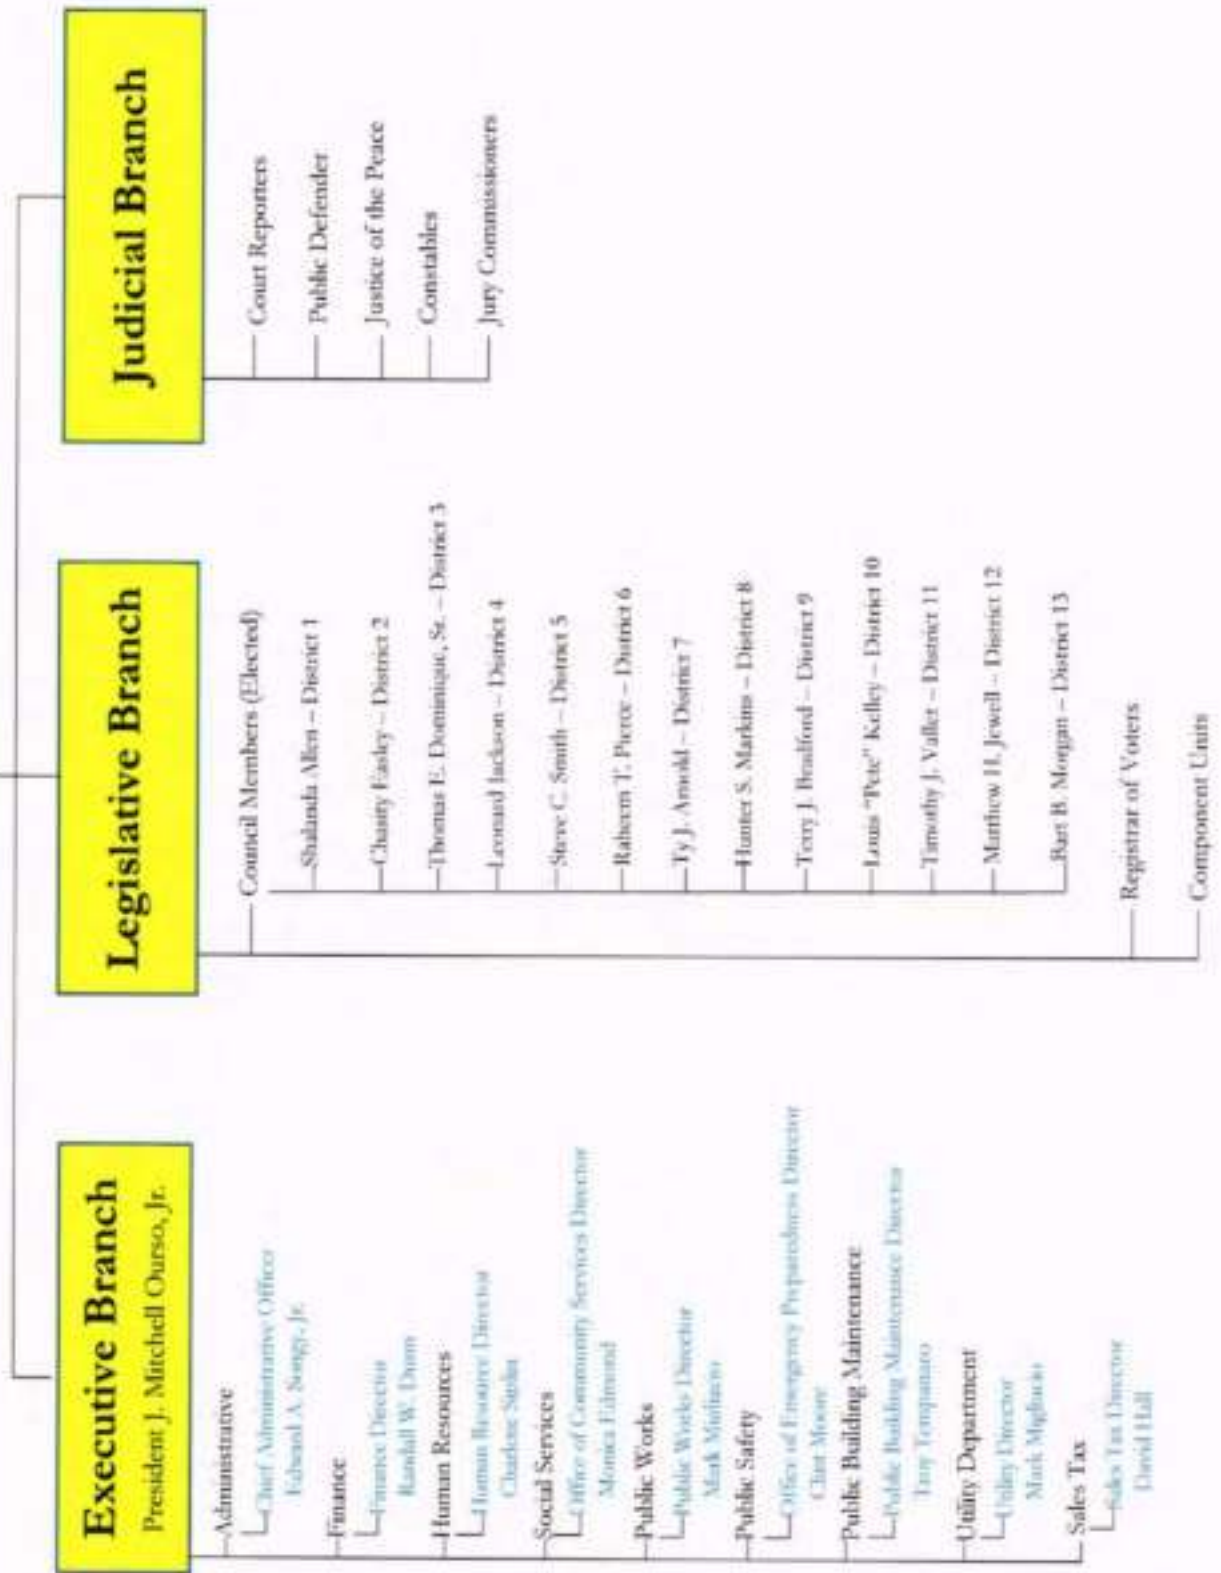 Executive Branch
President J. Mitchell Ourso, Jr.
Administrative
Chief Administrative Officer
Edward A. Songy, Jr.
Finance
Finance Director
Randall W. Dunn
Human Resources
Human Resource Director
Charlene
Social Services
Office of Community Services Director
Monica Edmond
Public Works
Public Works Director
Mark
Public Safety
Office of Emergency Preparedness Director
Clint Moore
Public Building Maintenance
Public Building Maintenance Director
Troy
Utility Department
Utility Director
Mark Migliacio
Sales Tax
Sales Tax Director
David Hall
Legislative Branch
Council Members (Elected)
Shalanda Allen – District 1
Chasity Easley – District 2
Thomas E. Dominique, Sr. – District 3
Leonard Jackson – District 4
Steve C. Smith – District 5
Raheem T. Pierce – District 6
Ty J. Arnold – District 7
Hunter S. Markins – District 8
Terry J. Bradford – District 9
Louis "Pete" Kelley – District 10
Timothy J. Vallet – District 11
Matthew H. Jewell – District 12
Bart B. Morgan – District 13
Registrar of Voters
Component Units
Judicial Branch
Court Reporters
Public Defender
Justice of the Peace
Constables
Jury Commissioners